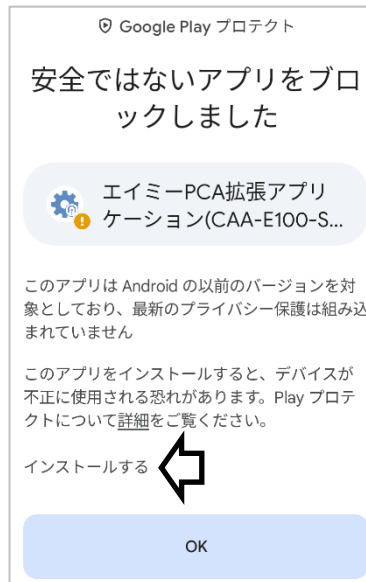 Google Play プロテクト
安全ではないアプリをブロ
ックしました
エイミーPCA拡張アプリ
ケーション(CAA-E100-S...
このアプリは Android の以前のバージョンを対
象としており、最新のプライバシー保護は組み込
まれていません
このアプリをインストールすると、デバイスが
不正に使用される恐れがあります。Play プロテ
クトについて詳細をご覧ください。
インストールする
OK